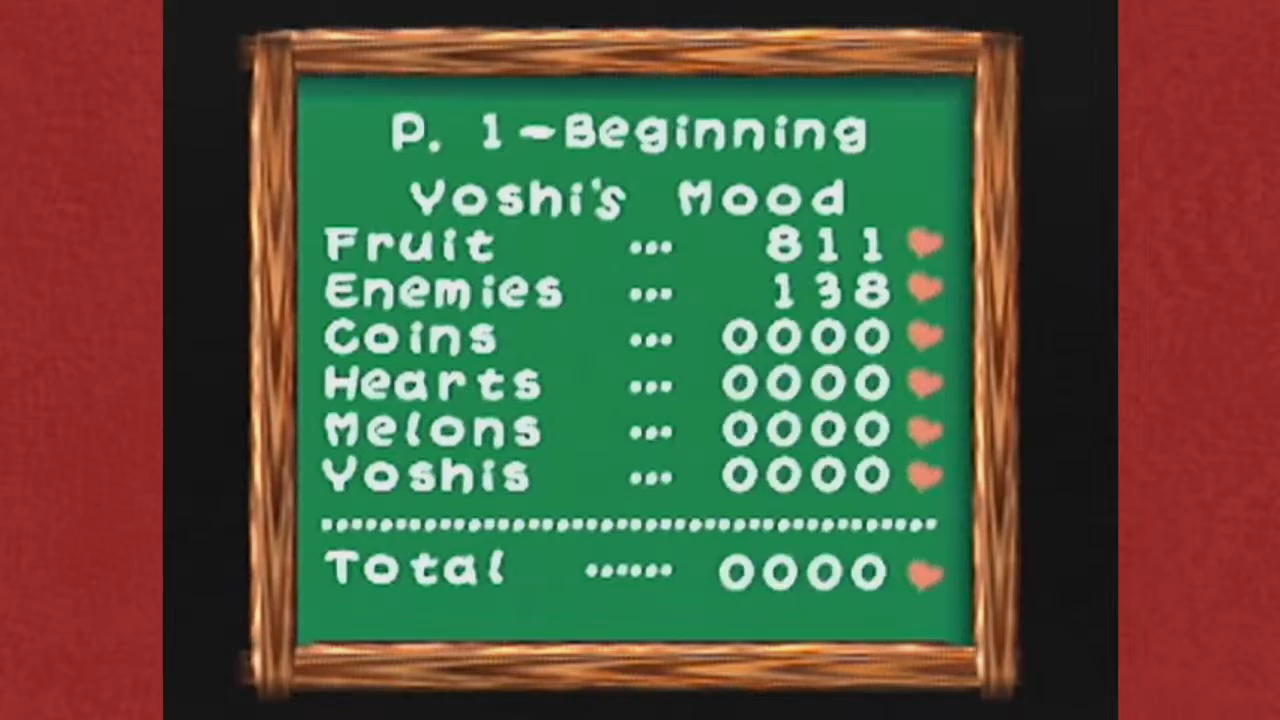 P. 1-Beginning
Yoshi's Mood
Fruit ... 811
Enemies ... 138
Coins ... 0000
Hearts ... 0000
Melons ... 0000
Yoshis ... 0000
Total ...... 0000